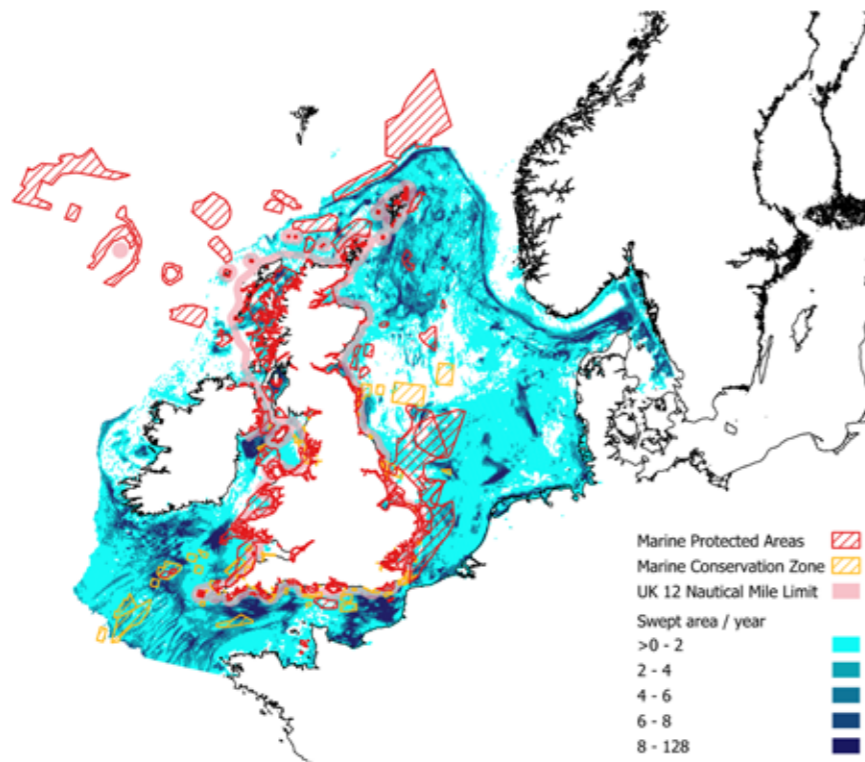 Marine Protected Areas
Marine Conservation Zone
UK 12 Nautical Mile Limit
Swept area / year
>0 - 2
2 - 4
4 - 6
6 - 8
8 - 128